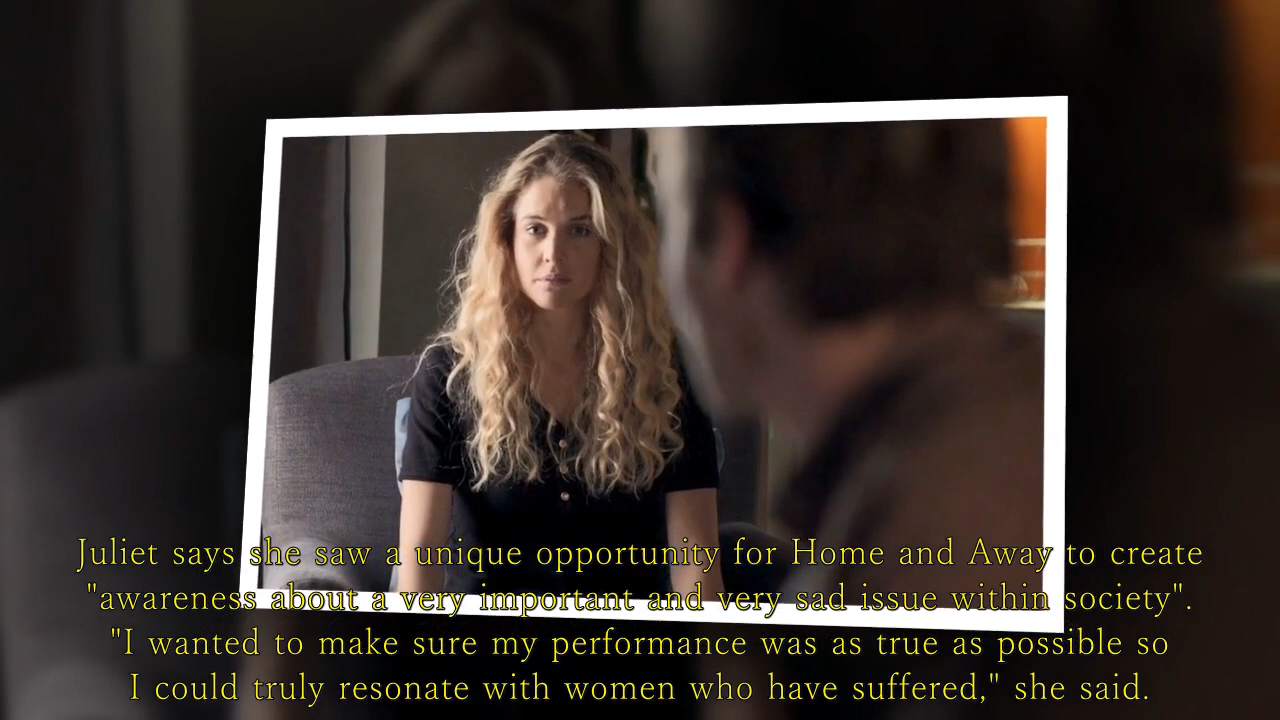 Juliet says she saw a unique opportunity for Home and Away to create
"awareness about a very important and very sad issue within society".
"I wanted to make sure my performance was as true as possible so
I could truly resonate with women who have suffered," she said.